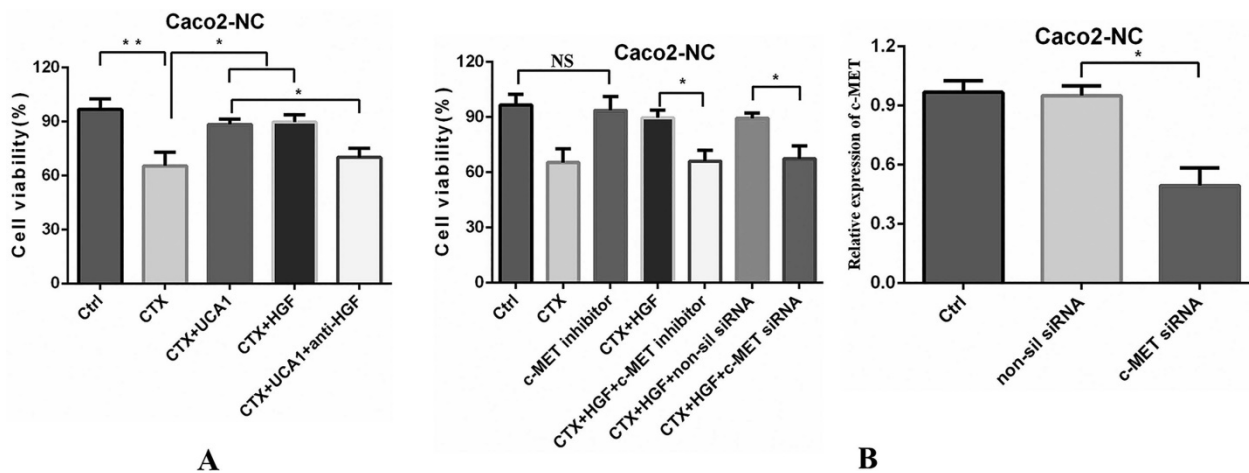 Caco2-NC
* *
*
*
Cell viability(%)
120
90
60
30
0
Ctrl
CTX
CTX+UCA1
CTX+HGF
CTX+UCA1+anti-HGF
A
Caco2-NC
NS
*
*
Cell viability(%)
120
90
60
30
0
Ctrl
CTX
c-MET inhibitor
CTX+HGF
CTX+HGF+c-MET inhibitor
CTX+HGF+non-sil siRNA
CTX+HGF+c-MET siRNA
Caco2-NC
*
Relative expression of c-MET
1.2
0.9
0.6
0.3
0.0
Ctrl
non-sil siRNA
c-MET siRNA
B